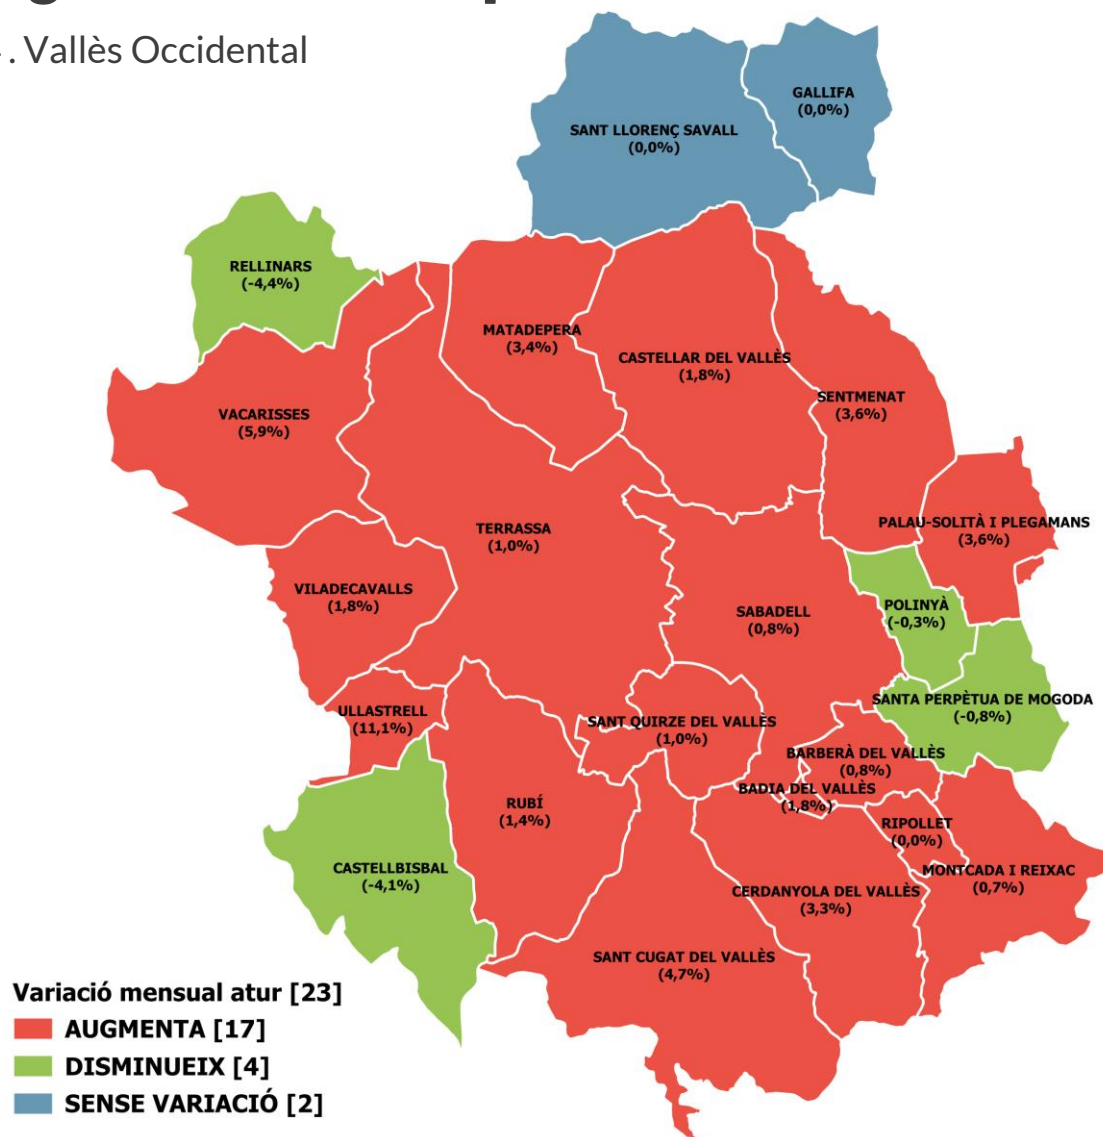 . Vallès Occidental
GALLIFA
(0,0%)
SANT LLORENÇ SAVALL
(0,0%)
RELLINARS
(-4,4%)
MATADEPERA
(3,4%)
CASTELLAR DEL VALLÈS
(1,8%)
SENTMENAT
(3,6%)
VACARISSES
(5,9%)
PALAU-SOLITÀ I PLEGAMANS
(3,6%)
TERRASSA
(1,0%)
VILADECAVALLS
(1,8%)
SABADELL
(0,8%)
POLINYÀ
(-0,3%)
SANTA PERPÈTUA DE MOGODA
(-0,8%)
ULLASTRELL
(11,1%)
SANT QUIRZE DEL VALLÈS
(1,0%)
BARBERÀ DEL VALLÈS
(0,8%)
BADIA DEL VALLÈS
(1,8%)
RUBÍ
(1,4%)
RIPOLLET
(0,0%)
CASTELLBISBAL
(-4,1%)
MONTCADA I REIXAC
(0,7%)
CERDANYOLA DEL VALLÈS
(3,3%)
SANT CUGAT DEL VALLÈS
(4,7%)
Variació mensual atur [23]
AUGMENTA [17]
DISMINUEIX [4]
SENSE VARIACIÓ [2]